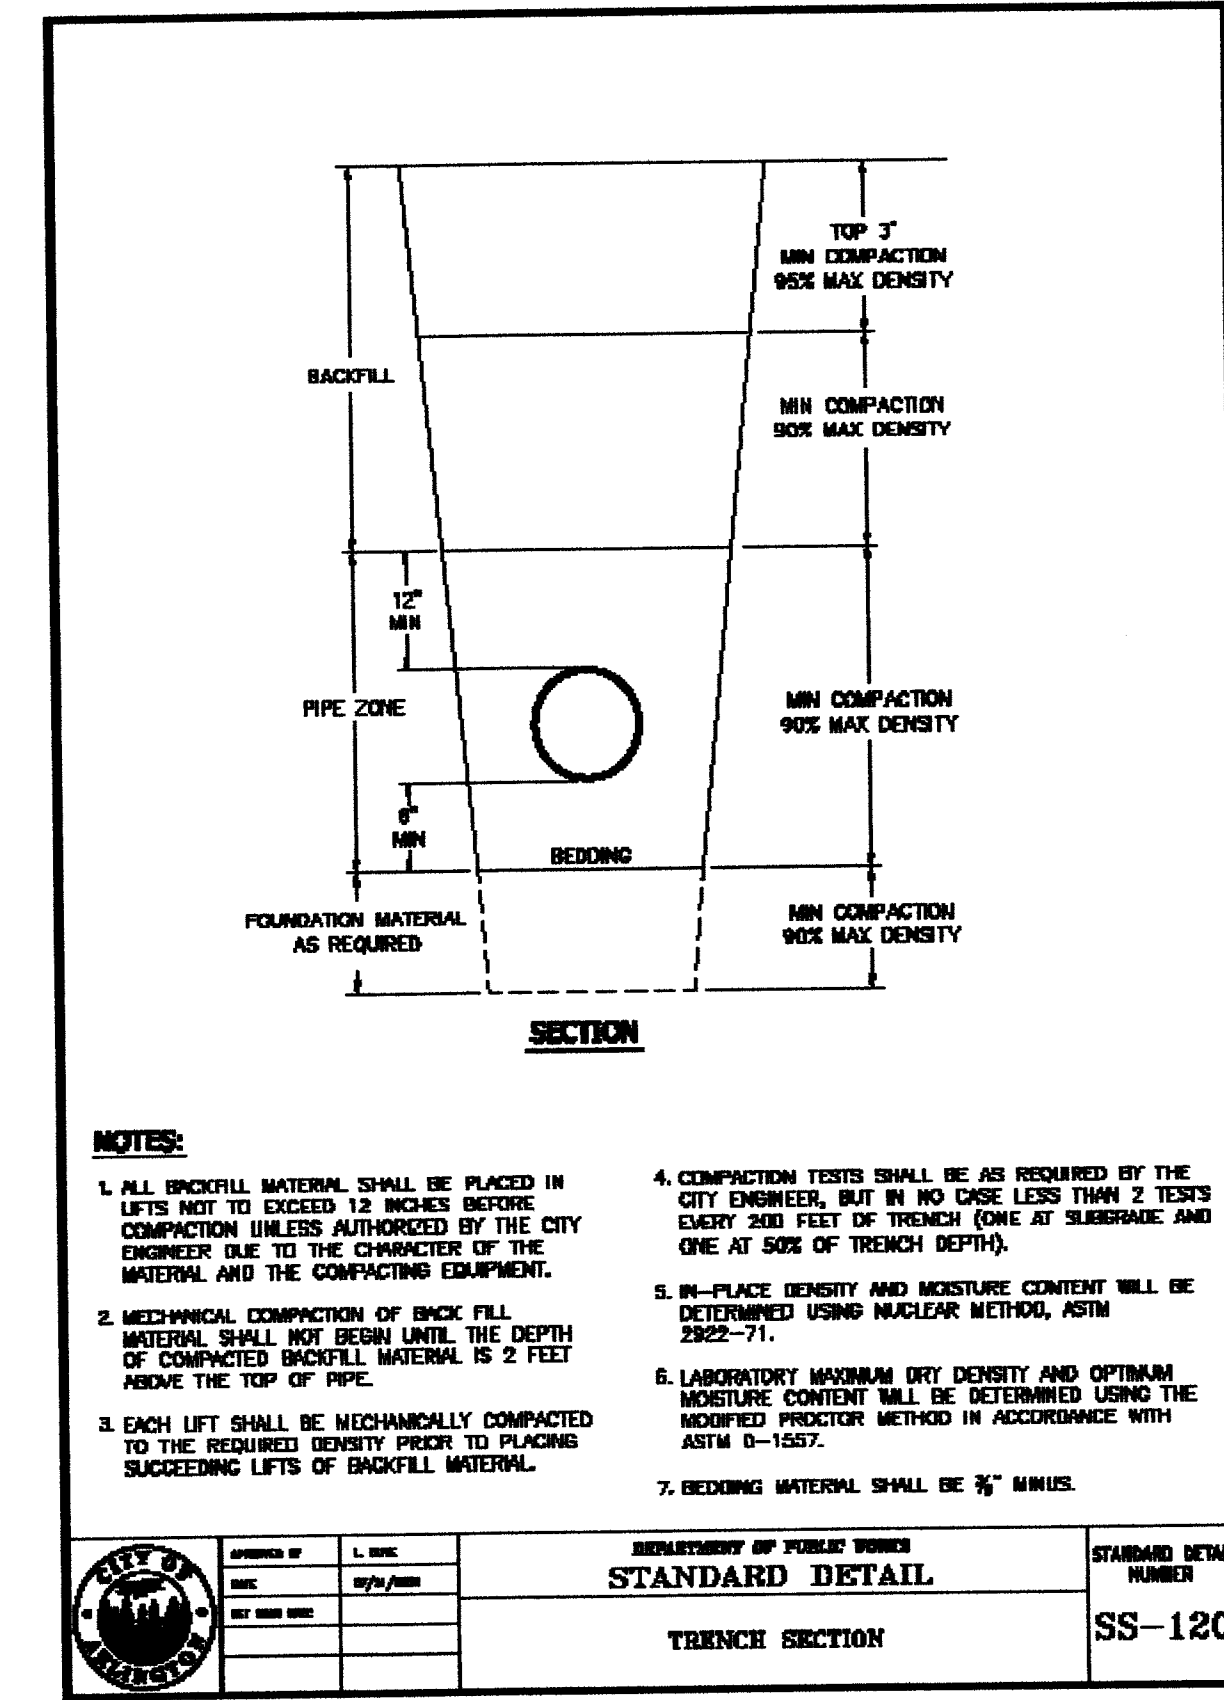 TOP 3"
MIN COMPACTION
95% MAX DENSITY
BACKFILL
MIN COMPACTION
90% MAX DENSITY
12"
MIN
PIPE ZONE
MIN COMPACTION
90% MAX DENSITY
MIN
BEDDING
FOUNDATION MATERIAL
AS REQUIRED
MIN COMPACTION
90% MAX DENSITY
SECTION
NOTES:
1. ALL BACKFILL MATERIAL SHALL BE PLACED IN
LIFTS NOT TO EXCEED 12 INCHES BEFORE
COMPACTION UNLESS AUTHORIZED BY THE CITY
ENGINEER DUE TO THE CHARACTER OF THE
MATERIAL AND THE COMPACTING EQUIPMENT.
2. MECHANICAL COMPACTION OF BACK FILL
MATERIAL SHALL NOT BEGIN UNTIL THE DEPTH
OF COMPACTED BACKFILL MATERIAL IS 2 FEET
ABOVE THE TOP OF PIPE.
3. EACH LIFT SHALL BE MECHANICALLY COMPACTED
TO THE REQUIRED DENSITY PRIOR TO PLACING
SUCCEEDING LIFTS OF BACKFILL MATERIAL.
4. COMPACTION TESTS SHALL BE AS REQUIRED BY THE
CITY ENGINEER, BUT IN NO CASE LESS THAN 2 TESTS
EVERY 200 FEET OF TRENCH (ONE AT SUBGRADE AND
ONE AT 50% OF TRENCH DEPTH).
5. IN-PLACE DENSITY AND MOISTURE CONTENT WILL BE
DETERMINED USING NUCLEAR METHOD, ASTM
2922-71.
6. LABORATORY MAXIMUM DRY DENSITY AND OPTIMUM
MOISTURE CONTENT WILL BE DETERMINED USING THE
MODIFIED PROCTOR METHOD IN ACCORDANCE WITH
ASTM D-1557.
7. BEDDING MATERIAL SHALL BE MINUS.
CITY OF
ARLINGTON
APPROVED BY
DATE
DEPARTMENT OF PUBLIC WORKS
STANDARD DETAIL
TRENCH SECTION
STANDARD DETAI
NUMBER
SS-120